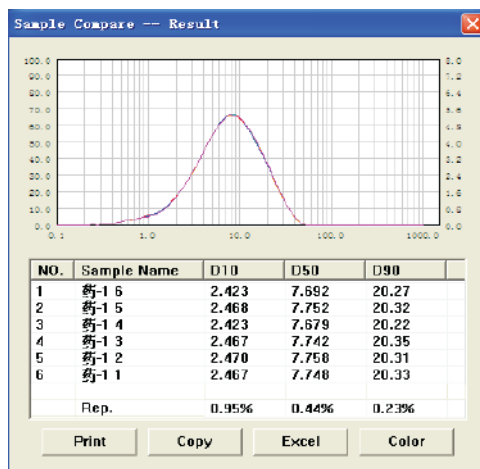 Sample Compare -- Result
100.0 8.0
90.0 7.2
80.0 6.4
70.0 5.6
60.0 4.8
50.0 4.0
40.0 3.2
30.0 2.4
20.0 1.6
10.0 0.8
0.0 0.0
0.1 1.0 10.0 100.0 1000.0
NO. Sample Name D10 D50 D90
1 药-1 6 2.423 7.692 20.27
2 药-1 5 2.468 7.752 20.32
3 药-1 4 2.423 7.679 20.22
4 药-1 3 2.467 7.742 20.35
5 药-1 2 2.470 7.758 20.31
6 药-1 1 2.467 7.748 20.33
Rep. 0.95% 0.44% 0.23%
Print Copy Excel Color